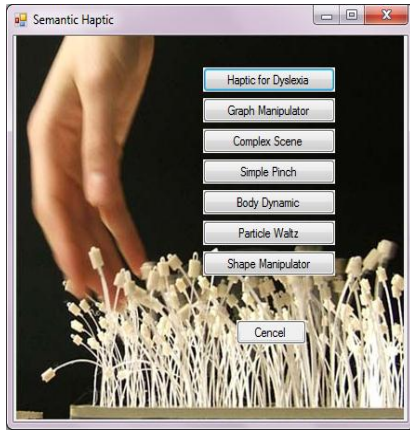 Semantic Haptic
Haptic for Dyslexia
Graph Manipulator
Complex Scene
Simple Pinch
Body Dynamic
Particle Waltz
Shape Manipulator
Cencel